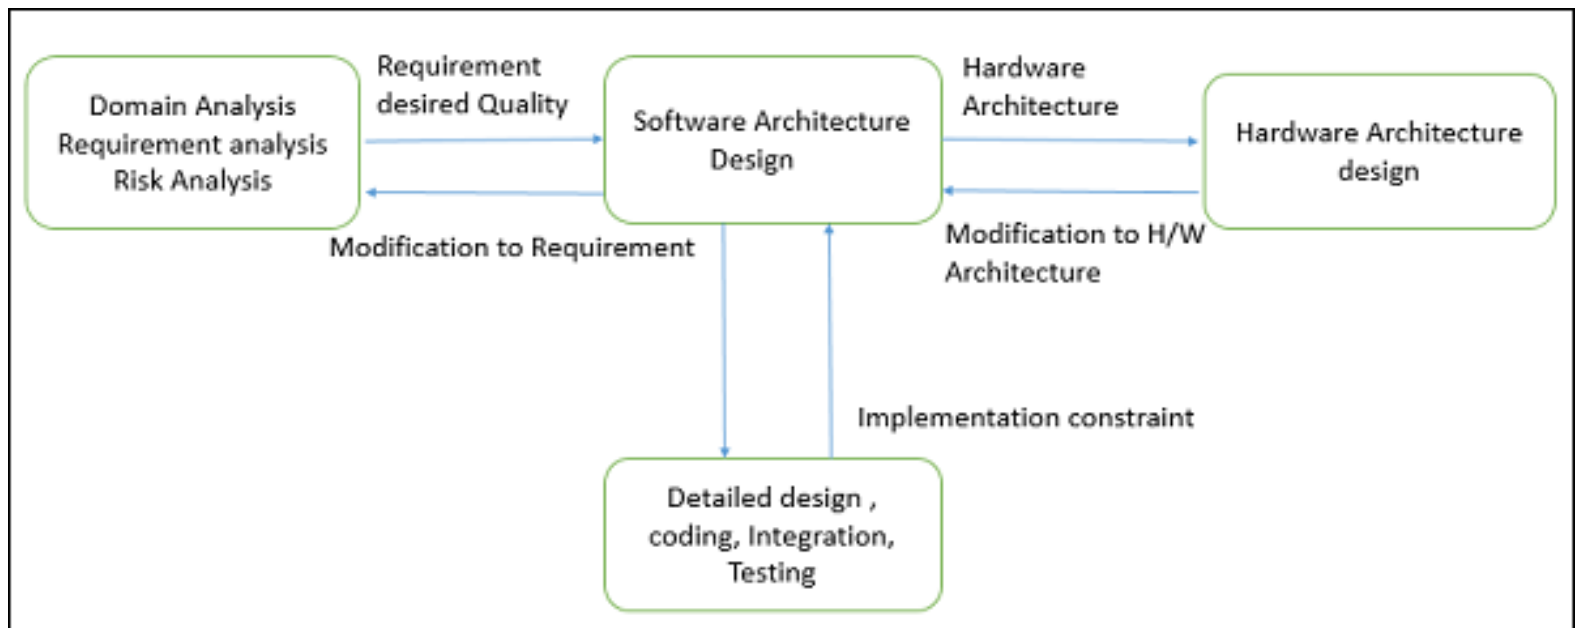 Domain Analysis
Requirement analysis
Risk Analysis
Requirement
desired Quality
Modification to Requirement
Software Architecture
Design
Hardware
Architecture
Modification to H/W
Architecture
Hardware Architecture
design
Implementation constraint
Detailed design ,
coding, Integration,
Testing